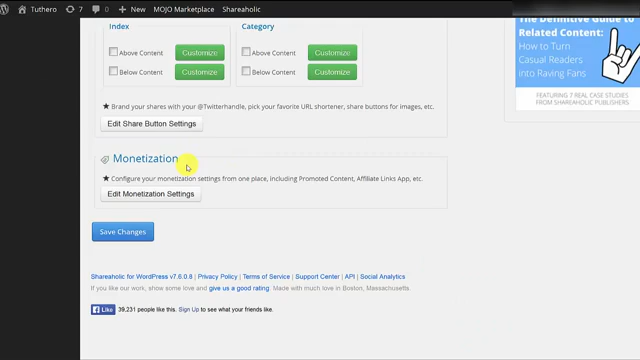 Tuthero 7 0 + New MOJO Marketplace Shareaholic
Index
Above Content Customize
Below Content Customize
Category
Above Content Customize
Below Content Customize
★ Brand your shares with your @Twitterhandle, pick your favorite URL shortener, share buttons for images, etc.
Edit Share Button Settings
Monetization
★ Configure your monetization settings from one place, including Promoted Content, Affiliate Links App, etc.
Edit Monetization Settings
Save Changes
Shareaholic for WordPress v7.6.0.8 | Privacy Policy | Terms of Service | Support Center | API | Social Analytics
If you like our work, show some love and give us a good rating. Made with much love in Boston, Massachusetts.
Like 39,231 people like this. Sign Up to see what your friends like.
The Definitive Guide to
Related Content:
How to Turn
Casual Readers
into Raving Fans
FEATURING 7 REAL CASE STUDIES
FROM SHAREAHOLIC PUBLISHERS